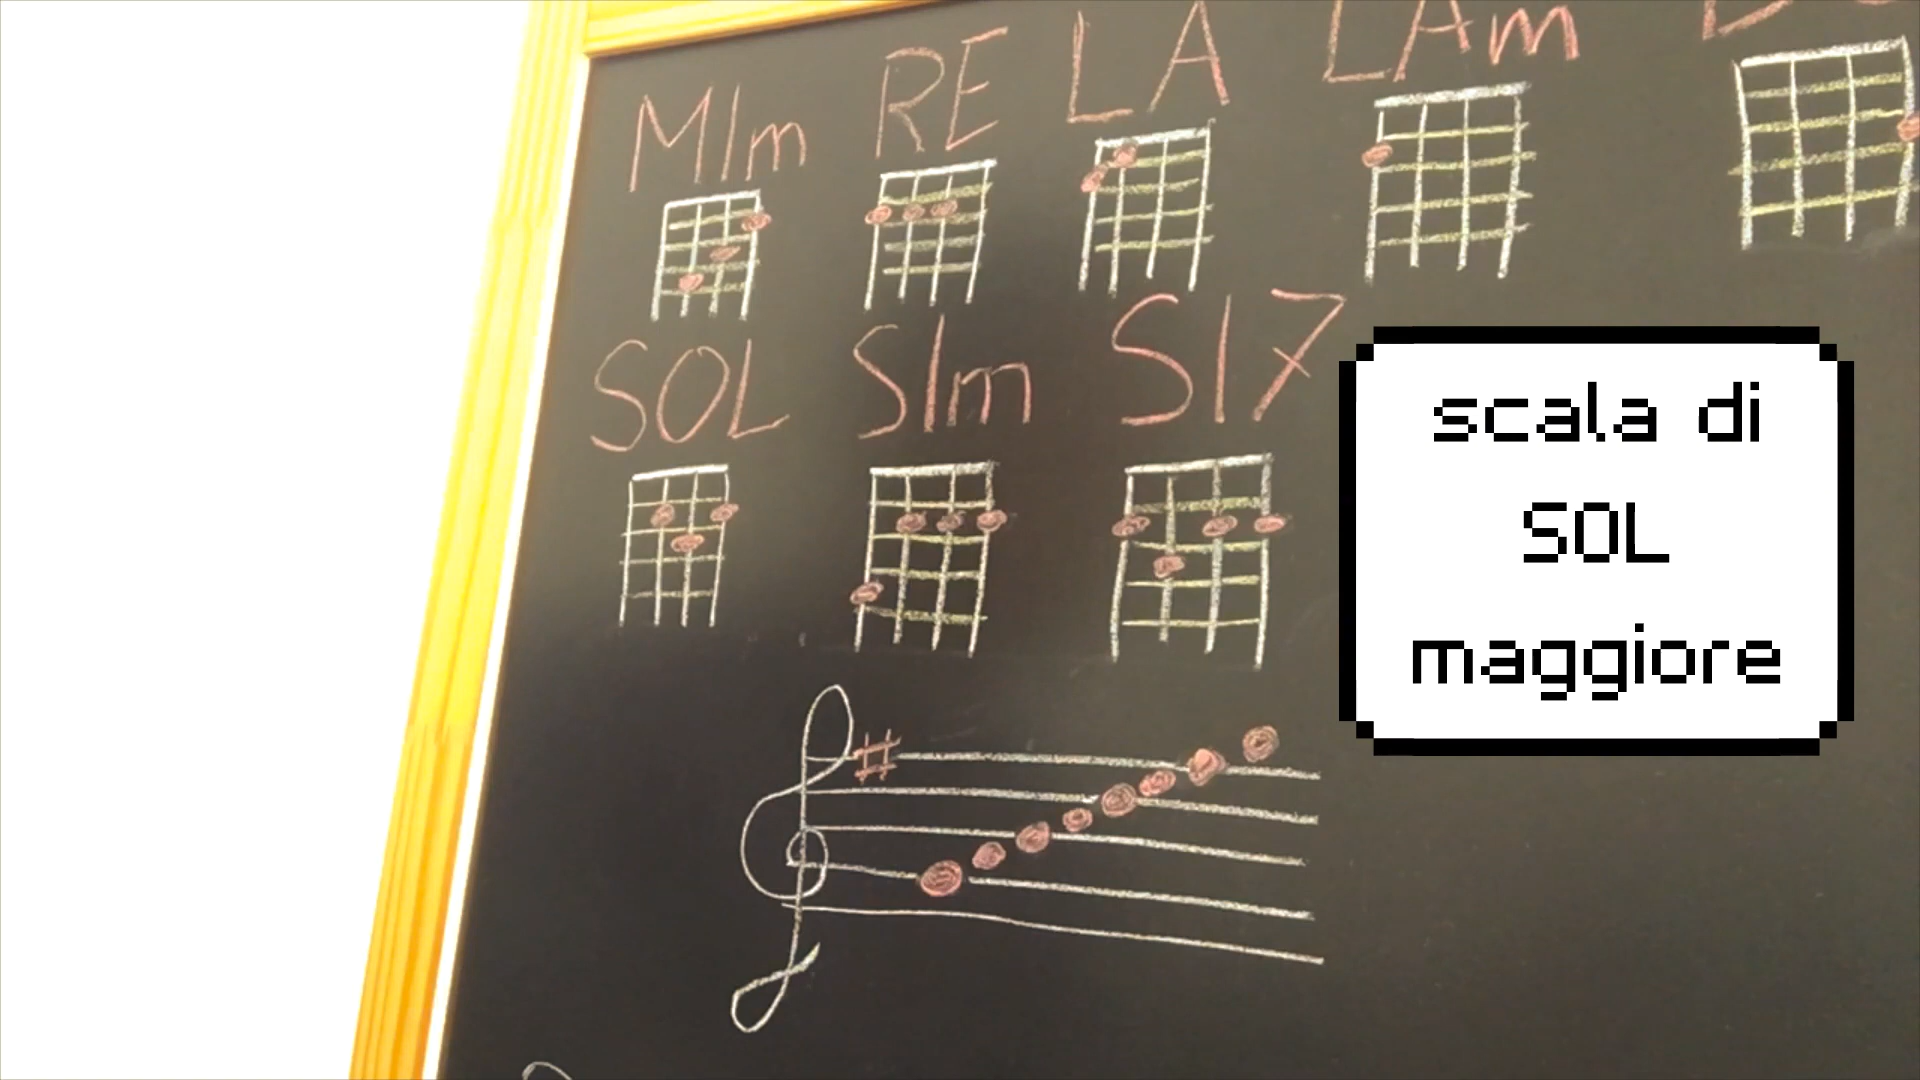 MIm RE LA LAm
SOL SIm SI7
scala di
SOL
maggiore